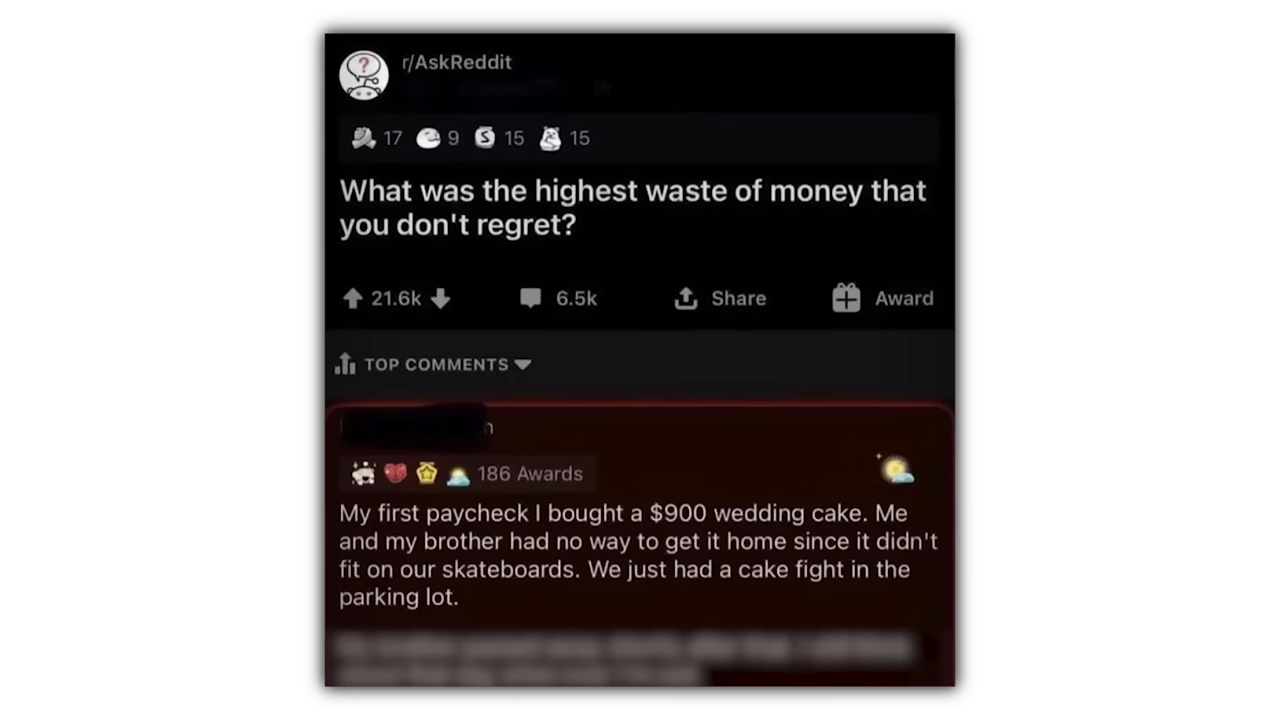 r/AskReddit
17 9 S 15 15
What was the highest waste of money that
you don't regret?
21.6k 6.5k Share Award
TOP COMMENTS
186 Awards
My first paycheck I bought a $900 wedding cake. Me
and my brother had no way to get it home since it didn't
fit on our skateboards. We just had a cake fight in the
parking lot.